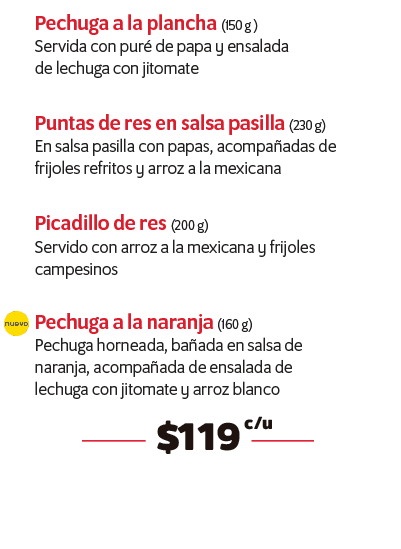 Pechuga a la plancha (150 g )
Servida con puré de papa y ensalada
de lechuga con jitomate
Puntas de res en salsa pasilla (230 g)
En salsa pasilla con papas, acompañadas de
frijoles refritos y arroz a la mexicana
Picadillo de res (200 g)
Servido con arroz a la mexicana y frijoles
campesinos
nuevo
Pechuga a la naranja (160 g)
Pechuga horneada, bañada en salsa de
naranja, acompañada de ensalada de
lechuga con jitomate y arroz blanco
$119 c/u